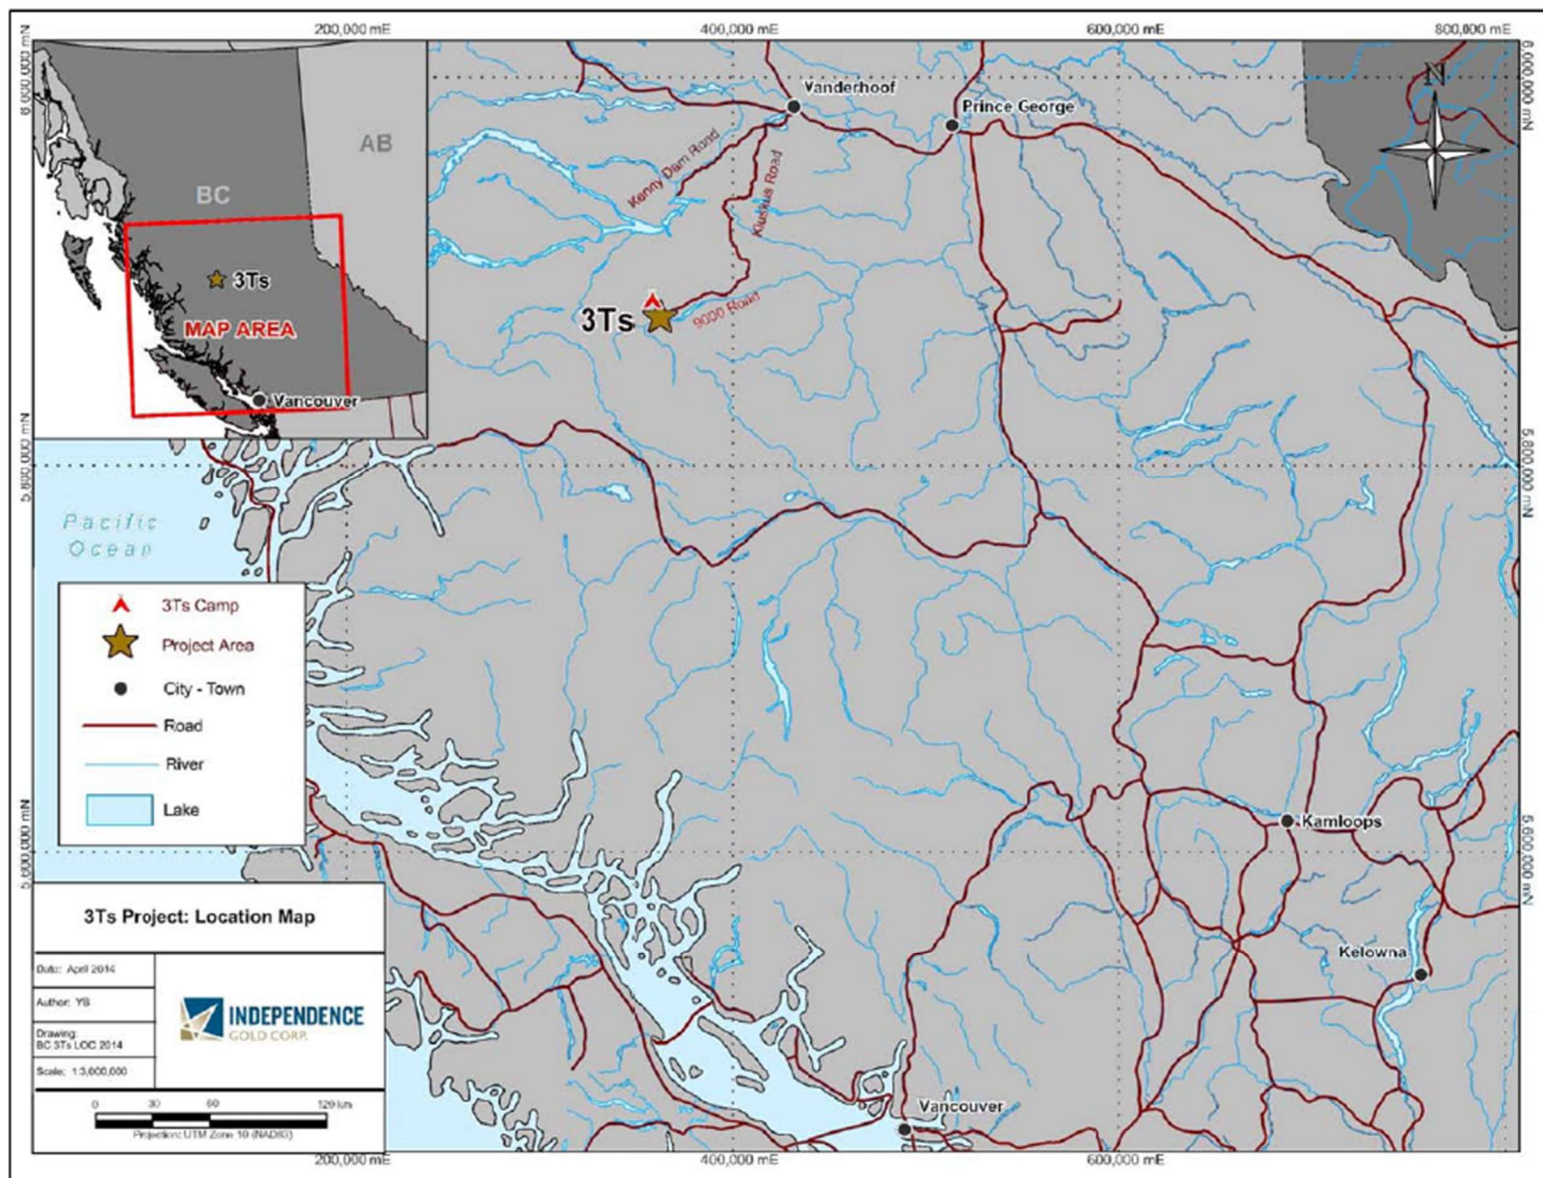 200,000 mE
400,000 mE
600,000 mE
800,000 mE
6,000,000 mN
6,000,000 mN
AB
BC
3Ts
MAP AREA
Vancouver
Vanderhoof
Prince George
Kenny Dam Road
Kluskus Road
9000 Road
3Ts
5,800,000 mN
5,800,000 mN
Pacific
Ocean
3Ts Camp
Project Area
City - Town
Road
River
Lake
Kamloops
5,600,000 mN
5,600,000 mN
Kelowna
Vancouver
3Ts Project: Location Map
Date: April 2014
Author: YB
Drawing:
BC 3Ts LOC 2014
Scale: 1:3,000,000
INDEPENDENCE
GOLD CORP.
0 30 60 120 km
Projection: UTM Zone 10 (NAD83)
200,000 mE
400,000 mE
600,000 mE
N